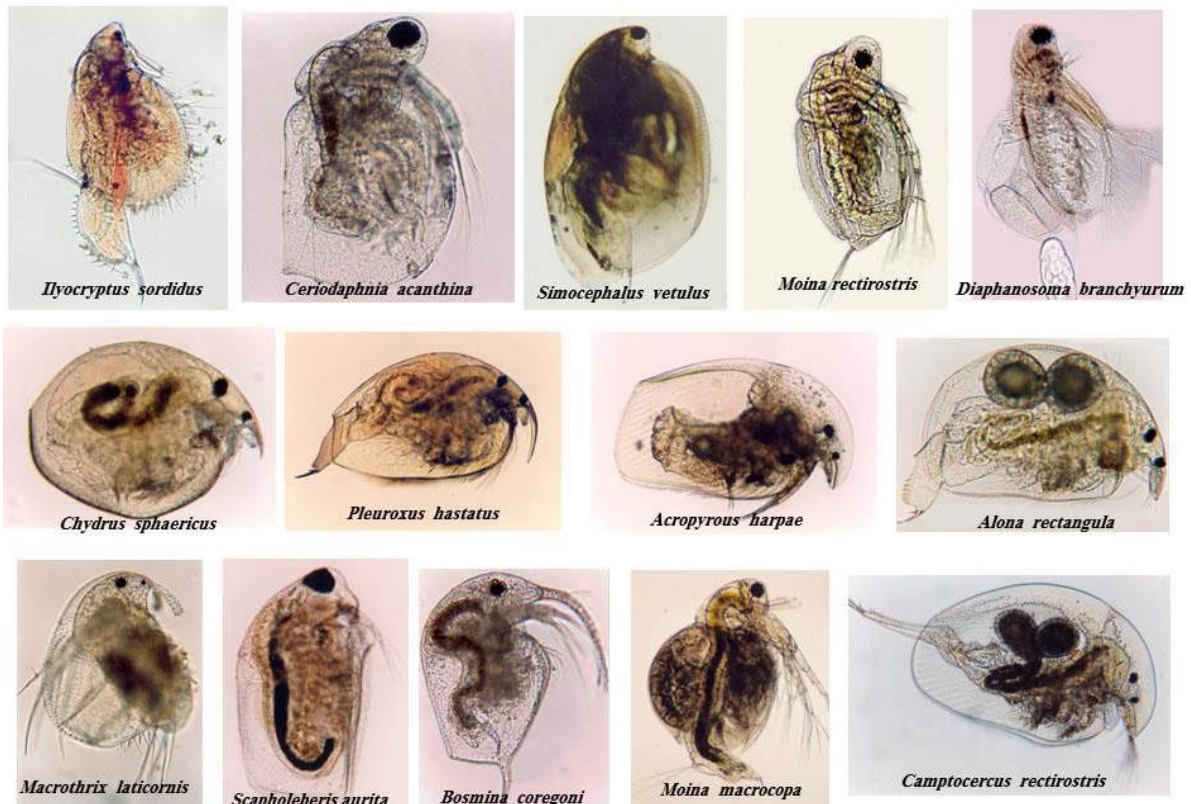 Ilyocryptus sordidus
Ceriodaphnia acanthina
Simocephalus vetulus
Moina rectirostris
Diaphanosoma branchyurum
Chydrus sphaericus
Pleuroxus hastatus
Acropyrous harpae
Alona rectangula
Macrothrix laticornis
Scapholeberis aurita
Bosmina coregoni
Moina macrocopa
Camptocercus rectirostris